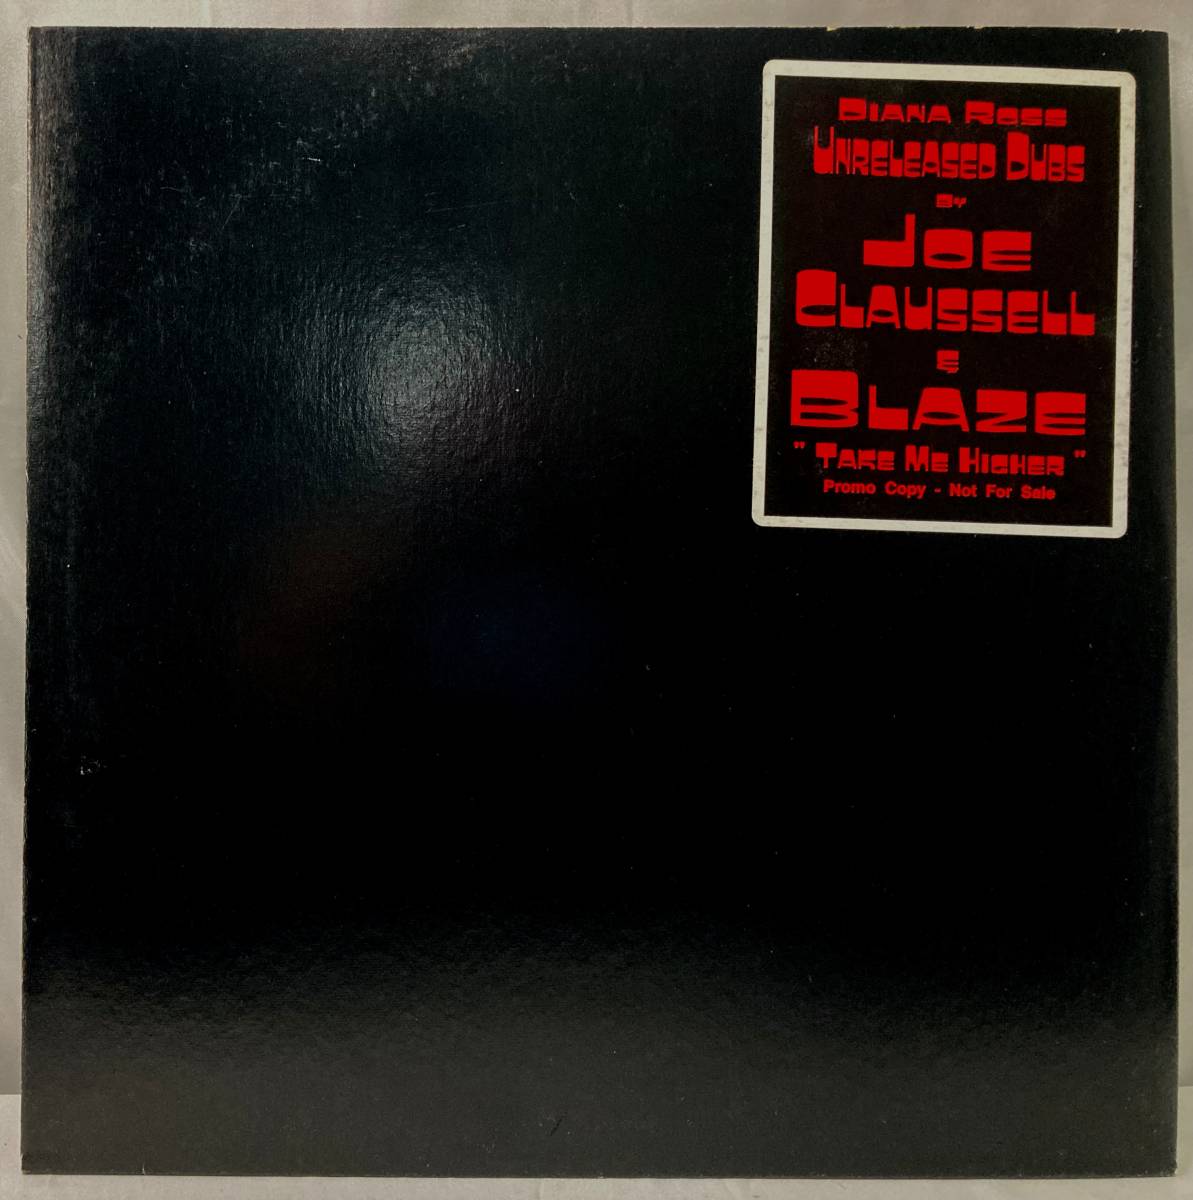 Diana Ross
Unreleased Dubs
By
Joe
Claussell
&
Blaze
"Take Me Higher"
Promo Copy - Not For Sale